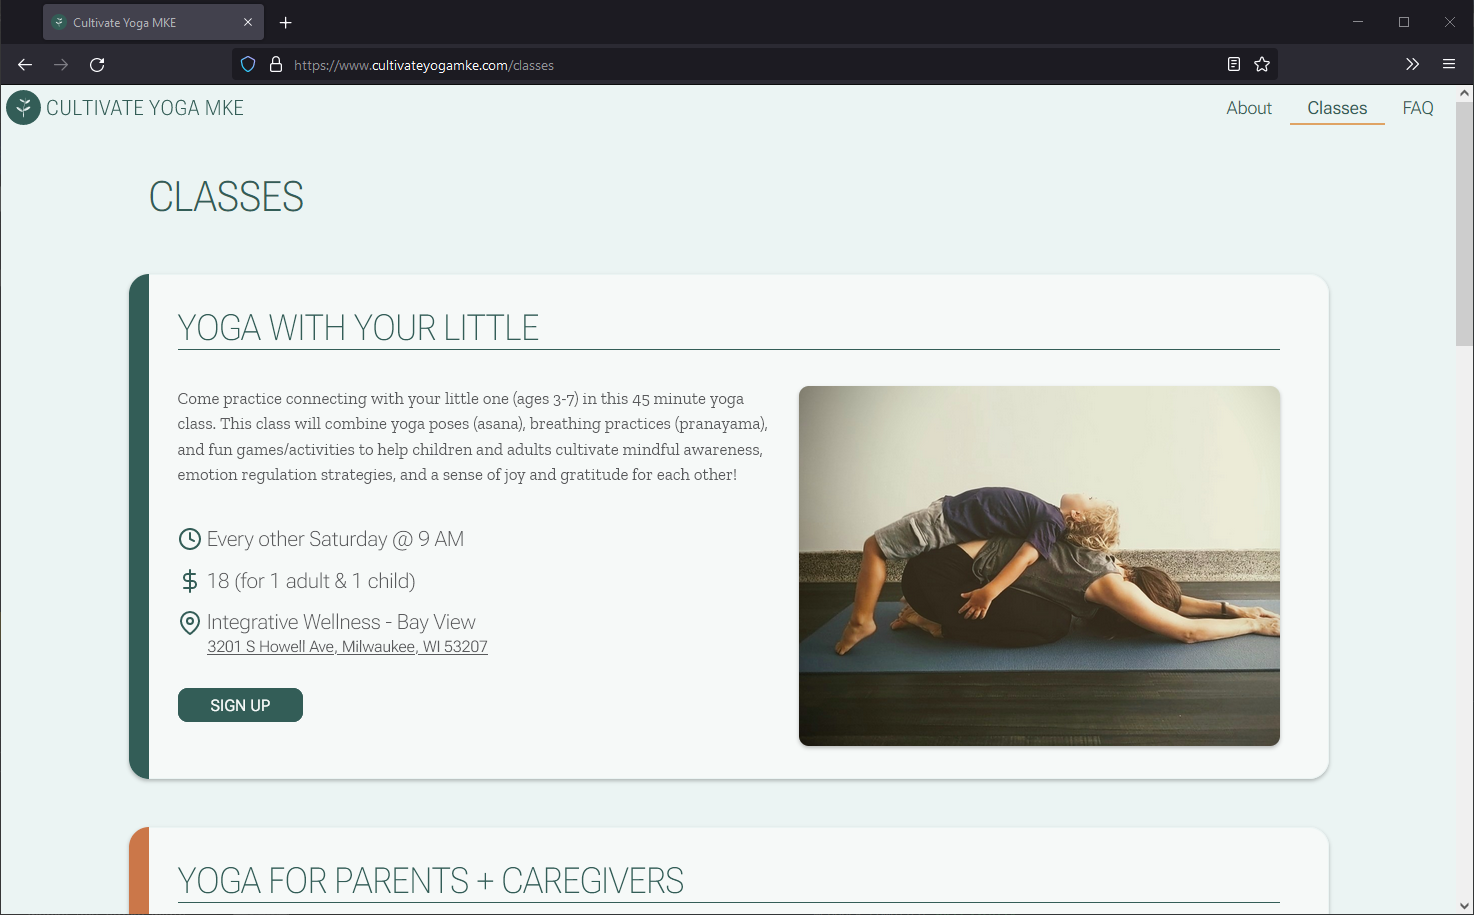 Cultivate Yoga MKE
https://www.cultivateyogamke.com/classes
CULTIVATE YOGA MKE
About
Classes
FAQ
CLASSES
YOGA WITH YOUR LITTLE
Come practice connecting with your little one (ages 3-7) in this 45 minute yoga
class. This class will combine yoga poses (asana), breathing practices (pranayama),
and fun games/activities to help children and adults cultivate mindful awareness,
emotion regulation strategies, and a sense of joy and gratitude for each other!
Every other Saturday @ 9 AM
$ 18 (for 1 adult & 1 child)
Integrative Wellness - Bay View
3201 S Howell Ave, Milwaukee, WI 53207
SIGN UP
YOGA FOR PARENTS + CAREGIVERS